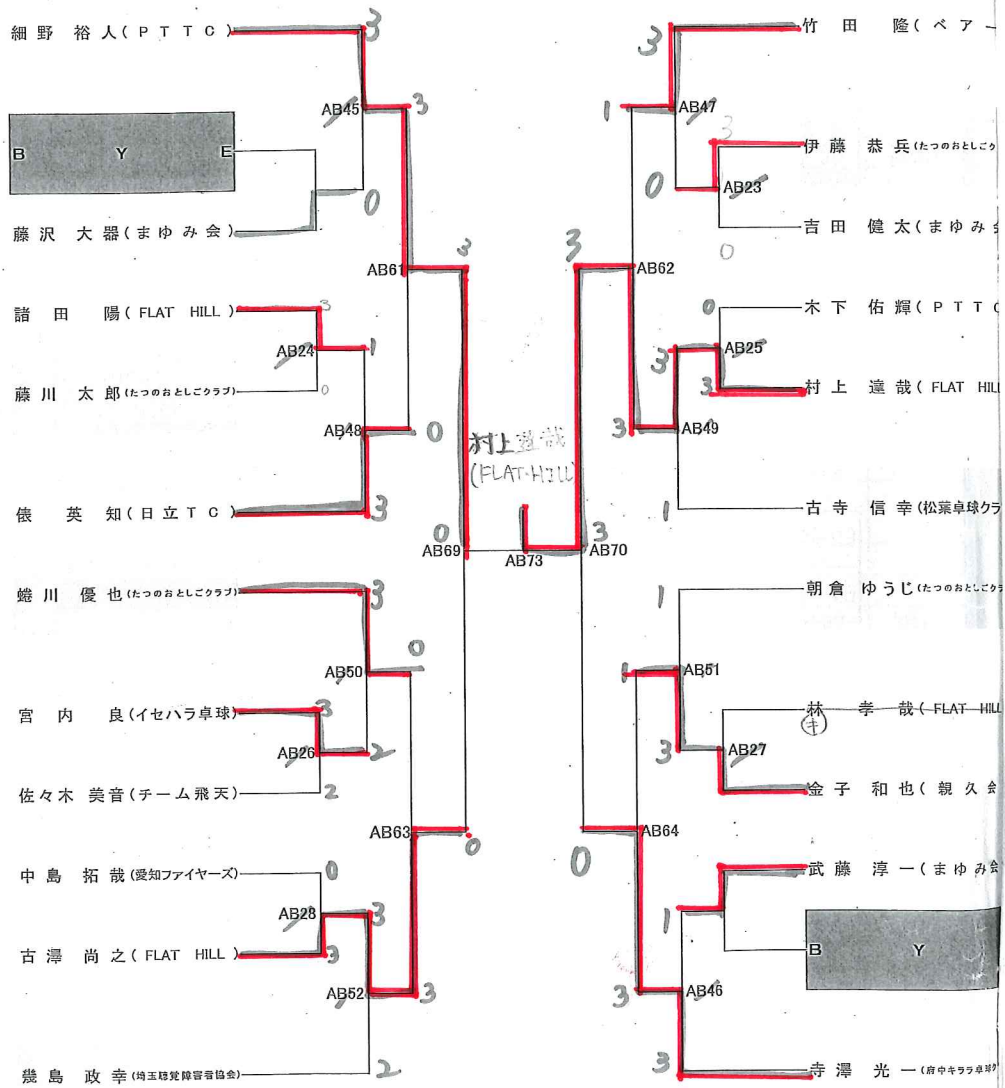 細野 裕人(PTTC)
3
AB45
3
B Y E
0
藤沢 大器(まゆみ会)
AB61
3
諸田 陽(FLAT HILL)
3
AB24
1
藤川 太郎(たつのおとしごクラブ)
0
AB48
0
俵 英知(日立TC)
3
0
AB69
蜷川 優也(たつのおとしごクラブ)
3
AB50
0
宮内 良(イセハラ卓球)
3
AB26
2
佐々木 美音(チーム飛天)
2
AB63
0
中島 拓哉(愛知ファイヤーズ)
0
AB28
3
古澤 尚之(FLAT HILL)
3
AB52
3
幾島 政幸(埼玉聴覚障害者協会)
2
村上達哉
(FLAT-HILL)
AB73
竹田 隆(ベアー
3
1
AB47
3
伊藤 恭兵(たつのおとしごク
0
AB23
吉田 健太(まゆみ会
0
3
AB62
木下 佑輝(PTTC
0
AB25
3
3
村上 達哉(FLAT HILL
3
AB49
古寺 信幸(松葉卓球クラ
1
3
AB70
朝倉 ゆうじ(たつのおとしごクラ
1
1
AB51
林 孝哉(FLAT HILL
キ
3
AB27
金子 和也(親久会
AB64
0
武藤 淳一(まゆみ会
1
B Y
3
AB46
3
寺澤 光一(府中キララ卓球ク